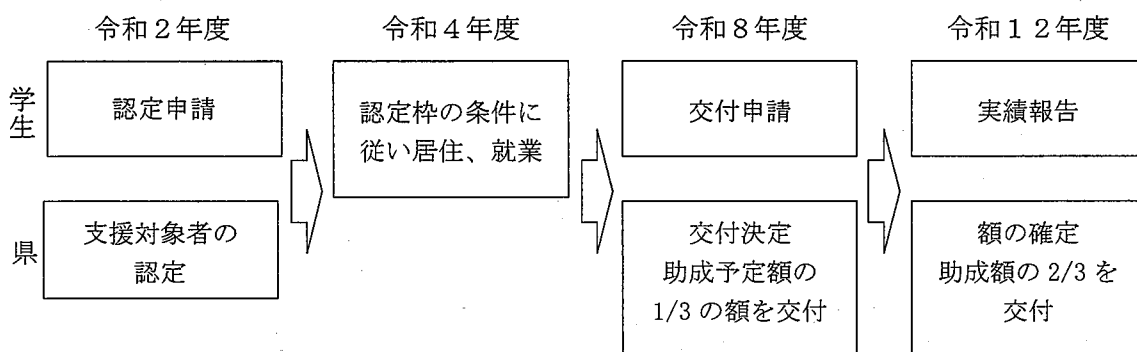 令和２年度
令和４年度
令和８年度
令和１２年度
学生
認定申請
認定枠の条件に
従い居住、就業
交付申請
実績報告
県
支援対象者の
認定
交付決定
助成予定額の
1/3 の額を交付
額の確定
助成額の 2/3 を
交付